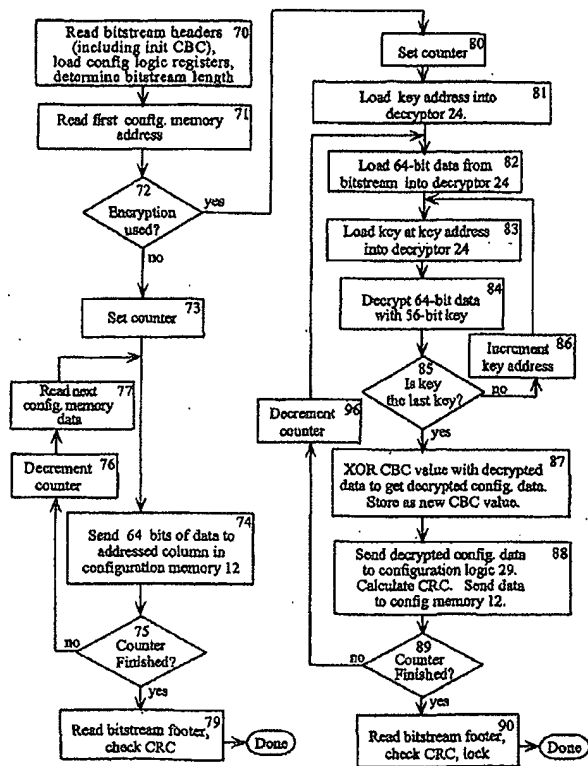 70
Read bitstream headers
(including init CBC),
load config logic registers,
determine bitstream length
71
Read first config. memory
address
72
Encryption
used?
yes
no
73
Set counter
77
Read next
config. memory
data
76
Decrement
counter
74
Send 64 bits of data to
addressed column in
configuration memory 12
75
Counter
Finished?
no
yes
79
Read bitstream footer,
check CRC
Done
80
Set counter
81
Load key address into
decryptor 24.
82
Load 64-bit data from
bitstream into decryptor 24
83
Load key at key address
into decryptor 24
84
Decrypt 64-bit data
with 56-bit key
86
Increment
key address
85
Is key
the last key?
no
yes
96
Decrement
counter
87
XOR CBC value with decrypted
data to get decrypted config. data.
Store as new CBC value.
88
Send decrypted config. data
to configuration logic 29.
Calculate CRC. Send data
to config memory 12.
89
Counter
Finished?
no
yes
90
Read bitstream footer,
check CRC, lock
Done